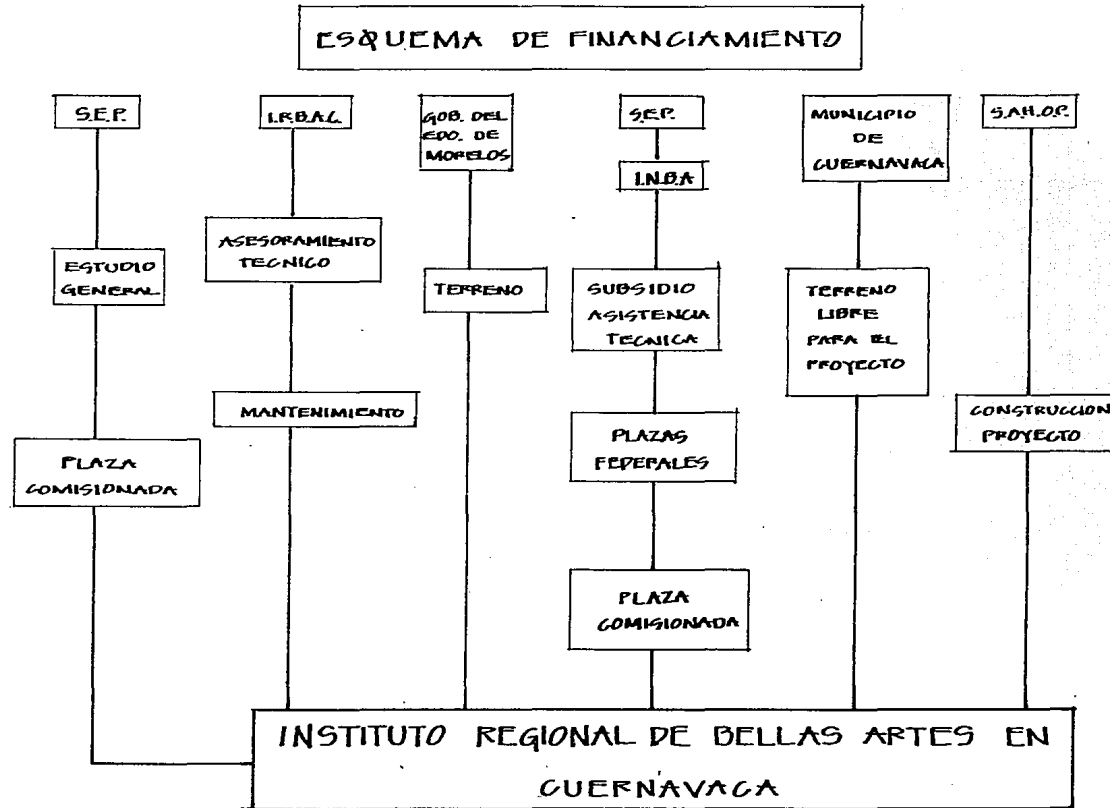 ESQUEMA DE FINANCIAMIENTO
S.E.P.
I.R.B.A.C.
GOB. DEL
EDO. DE
MORELOS
S.E.P.
I.N.B.A
MUNICIPIO
DE
CUERNAVACA
S.A.H.O.P.
ESTUDIO
GENERAL
ASESORAMIENTO
TECNICO
TERRENO
SUBSIDIO
ASISTENCIA
TECNICA
TERRENO
LIBRE
PARA EL
PROYECTO
MANTENIMIENTO
CONSTRUCCION
PROYECTO
PLAZA
COMISIONADA
PLAZAS
FEDERALES
PLAZA
COMISIONADA
INSTITUTO REGIONAL DE BELLAS ARTES EN
CUERNAVACA